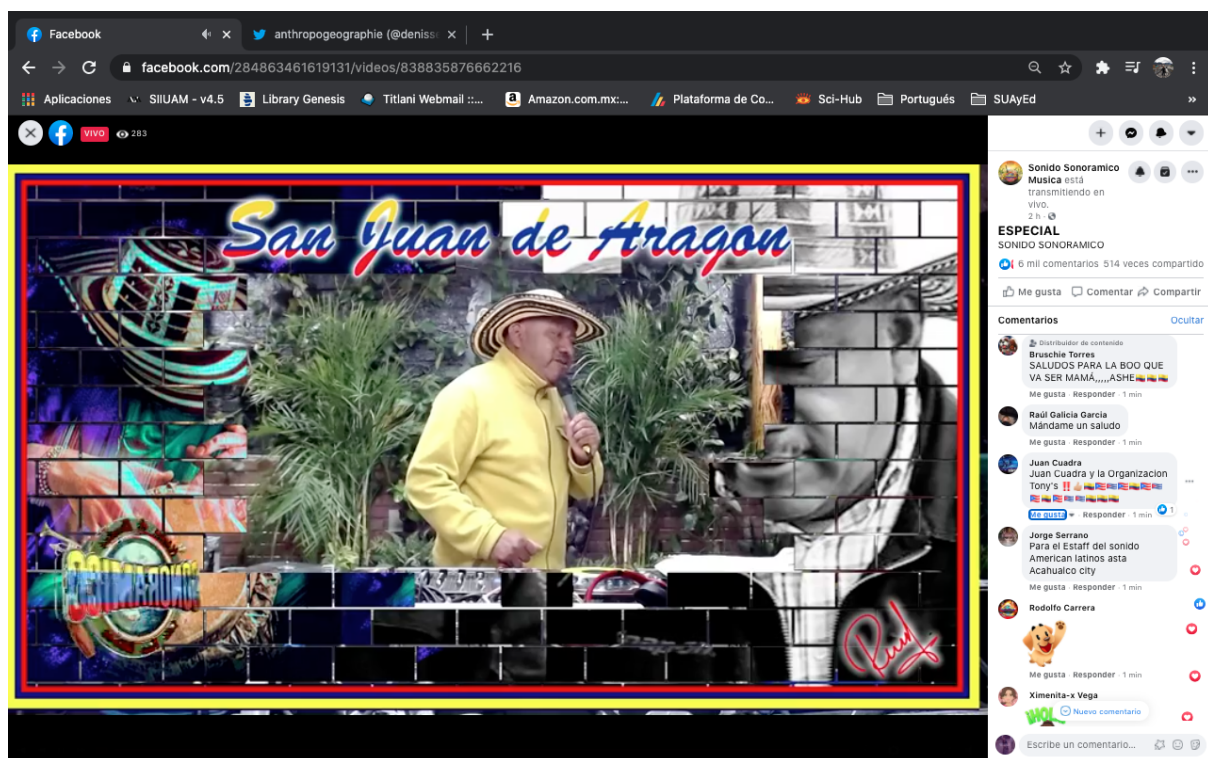 Facebook
anthropogeographie (@deniss
facebook.com/284863461619131/videos/838835876662216
Aplicaciones
SIIUAM - v4.5
Library Genesis
Titlani Webmail ::...
Amazon.com.mx:...
Plataforma de Co...
Sci-Hub
Portugués
SUAyEd
VIVO
283
San Juan de Aragon
Sonido Sonoramico
Musica está
transmitiendo en
vivo.
2 h ·
ESPECIAL
SONIDO SONORAMICO
6 mil comentarios 514 veces compartido
Me gusta Comentar Compartir
Comentarios Ocultar
Distribuidor de contenido
Bruschie Torres
SALUDOS PARA LA BOO QUE
VA SER MAMÁ,,,,,ASHE
Me gusta · Responder · 1 min
Raúl Galicia Garcia
Mándame un saludo
Me gusta · Responder · 1 min
Juan Cuadra
Juan Cuadra y la Organizacion
Tony's ‼️👍🏻
Me gusta · Responder · 1 min 1
Jorge Serrano
Para el Estaff del sonido
American latinos asta
Acahualco city
Me gusta · Responder · 1 min
Rodolfo Carrera
Me gusta · Responder · 1 min
Ximenita-x Vega
Nuevo comentario
Escribe un comentario...